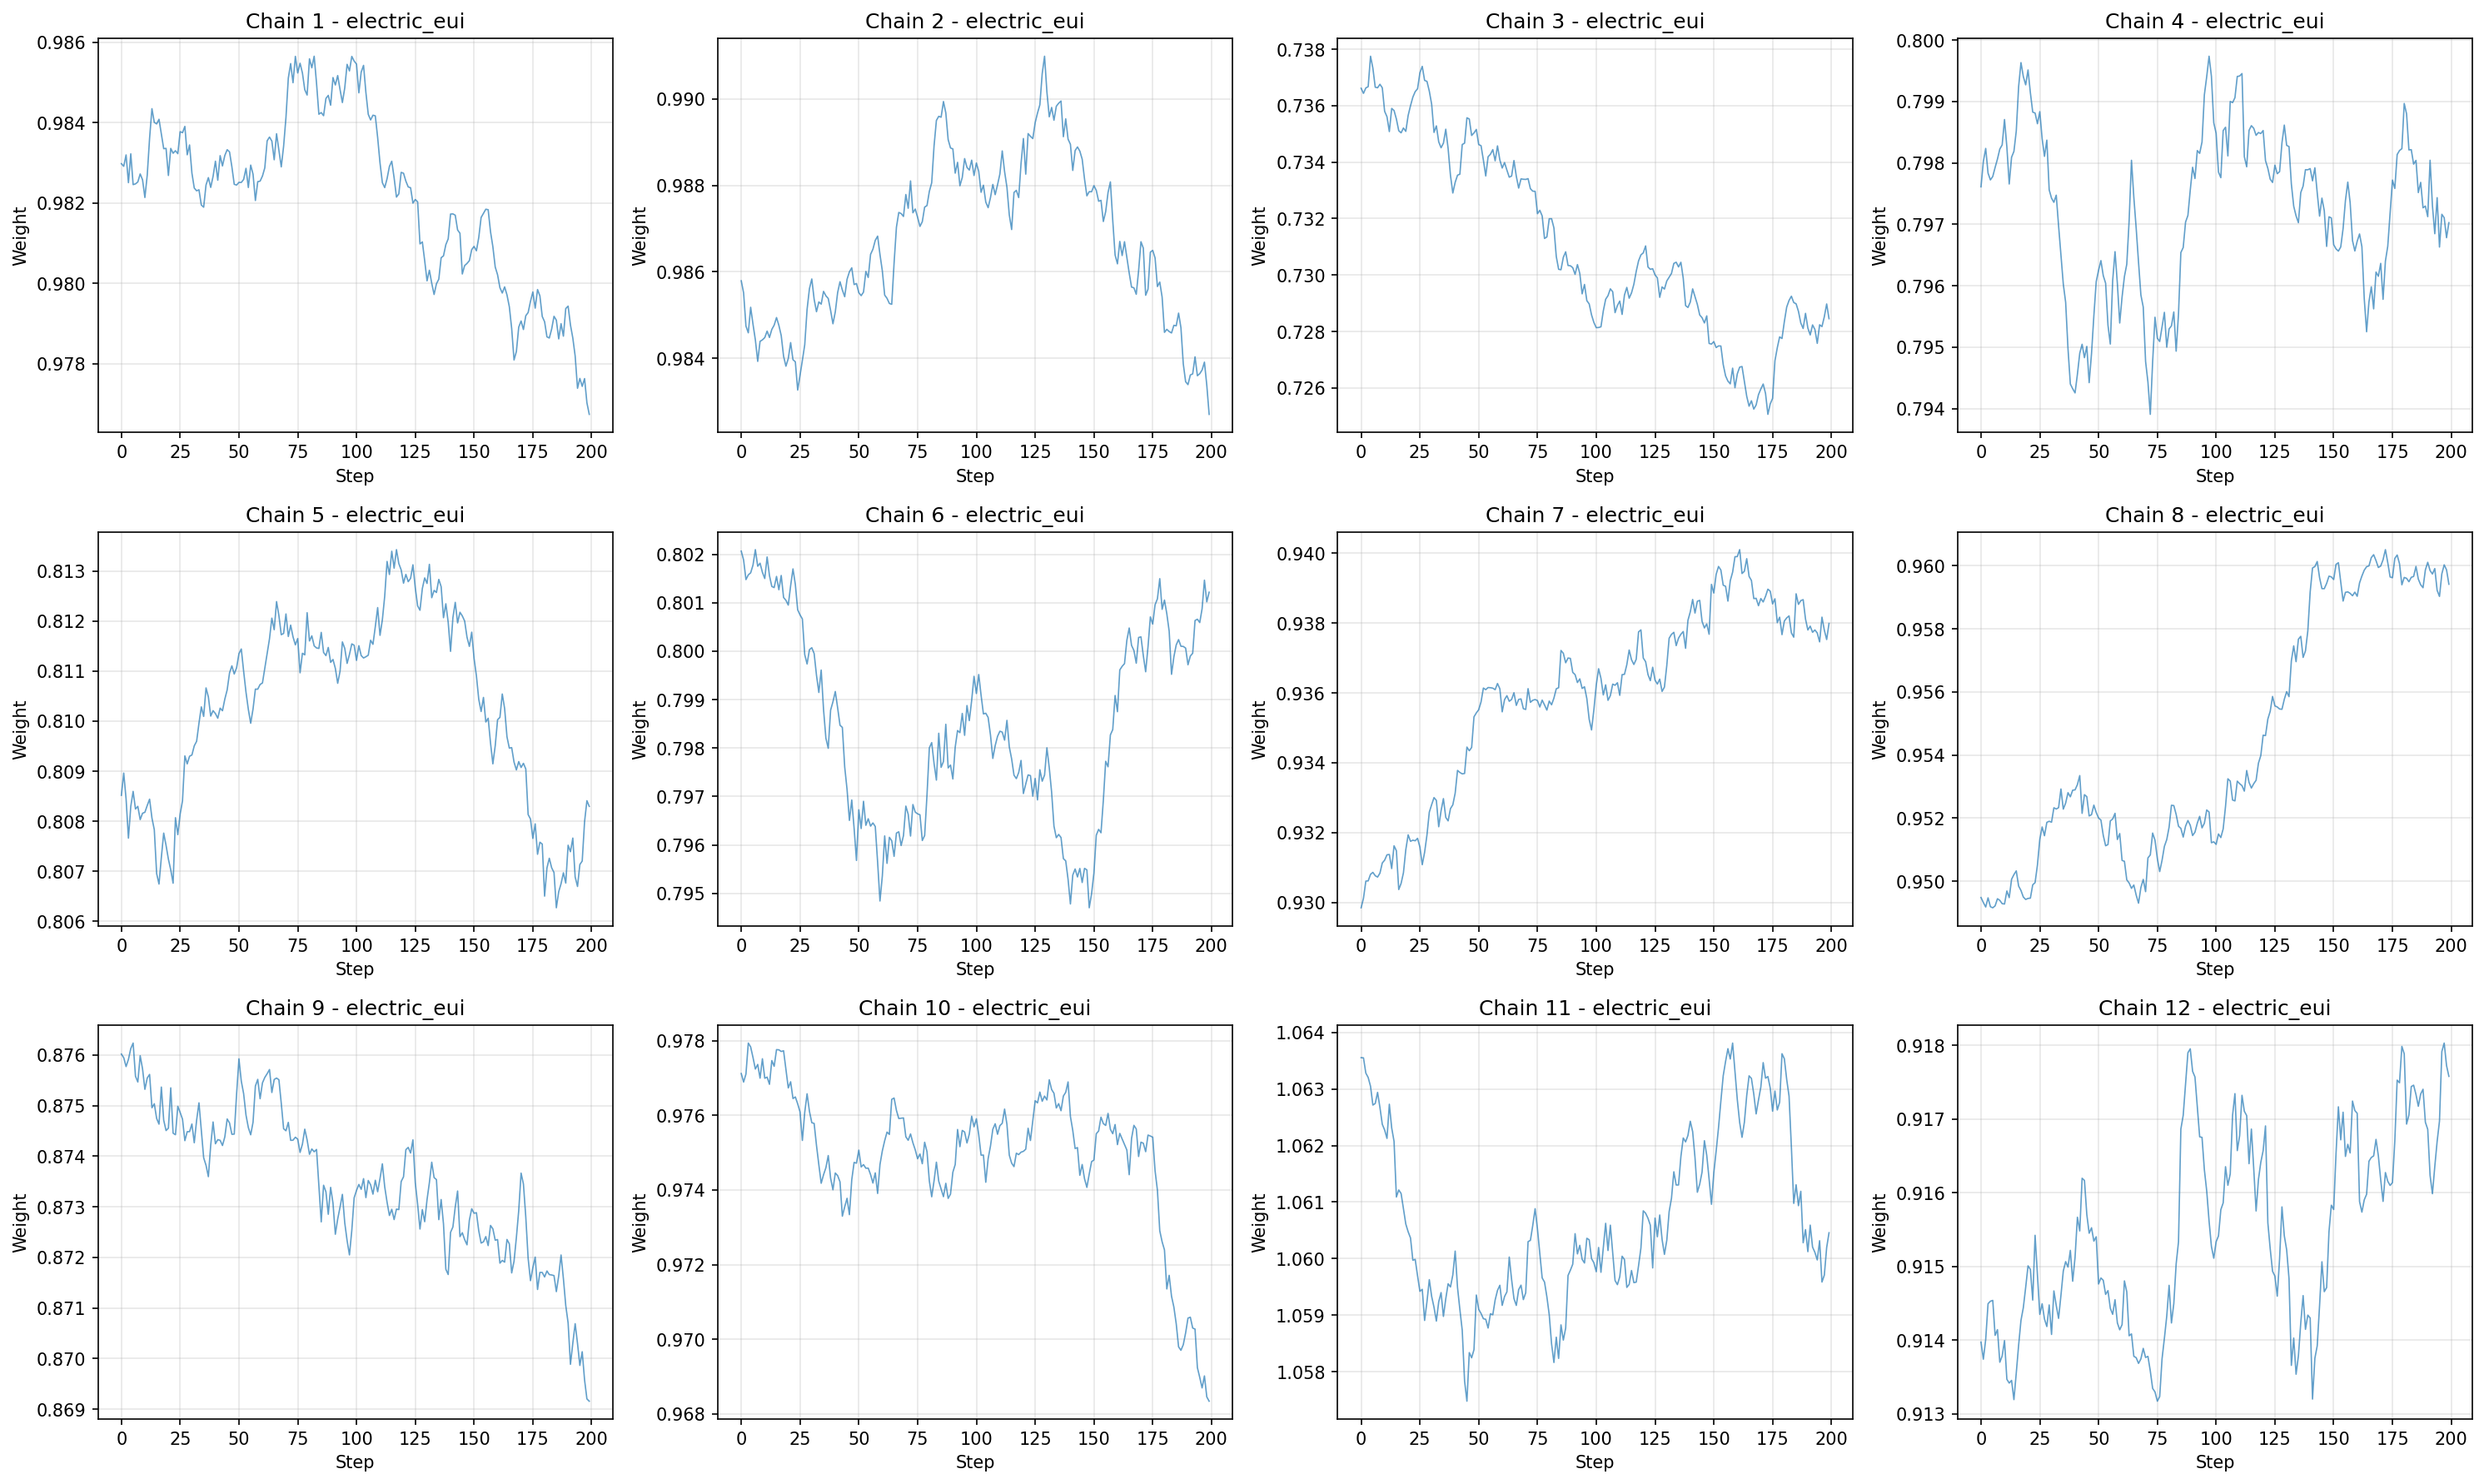 Chain 1 - electric_eui
Weight
0.986
0.984
0.982
0.980
0.978
0 25 50 75 100 125 150 175 200
Step
Chain 2 - electric_eui
Weight
0.990
0.988
0.986
0.984
0 25 50 75 100 125 150 175 200
Step
Chain 3 - electric_eui
Weight
0.738
0.736
0.734
0.732
0.730
0.728
0.726
0 25 50 75 100 125 150 175 200
Step
Chain 4 - electric_eui
Weight
0.800
0.799
0.798
0.797
0.796
0.795
0.794
0 25 50 75 100 125 150 175 200
Step
Chain 5 - electric_eui
Weight
0.813
0.812
0.811
0.810
0.809
0.808
0.807
0.806
0 25 50 75 100 125 150 175 200
Step
Chain 6 - electric_eui
Weight
0.802
0.801
0.800
0.799
0.798
0.797
0.796
0.795
0 25 50 75 100 125 150 175 200
Step
Chain 7 - electric_eui
Weight
0.940
0.938
0.936
0.934
0.932
0.930
0 25 50 75 100 125 150 175 200
Step
Chain 8 - electric_eui
Weight
0.960
0.958
0.956
0.954
0.952
0.950
0 25 50 75 100 125 150 175 200
Step
Chain 9 - electric_eui
Weight
0.876
0.875
0.874
0.873
0.872
0.871
0.870
0.869
0 25 50 75 100 125 150 175 200
Step
Chain 10 - electric_eui
Weight
0.978
0.976
0.974
0.972
0.970
0.968
0 25 50 75 100 125 150 175 200
Step
Chain 11 - electric_eui
Weight
1.064
1.063
1.062
1.061
1.060
1.059
1.058
0 25 50 75 100 125 150 175 200
Step
Chain 12 - electric_eui
Weight
0.918
0.917
0.916
0.915
0.914
0.913
0 25 50 75 100 125 150 175 200
Step